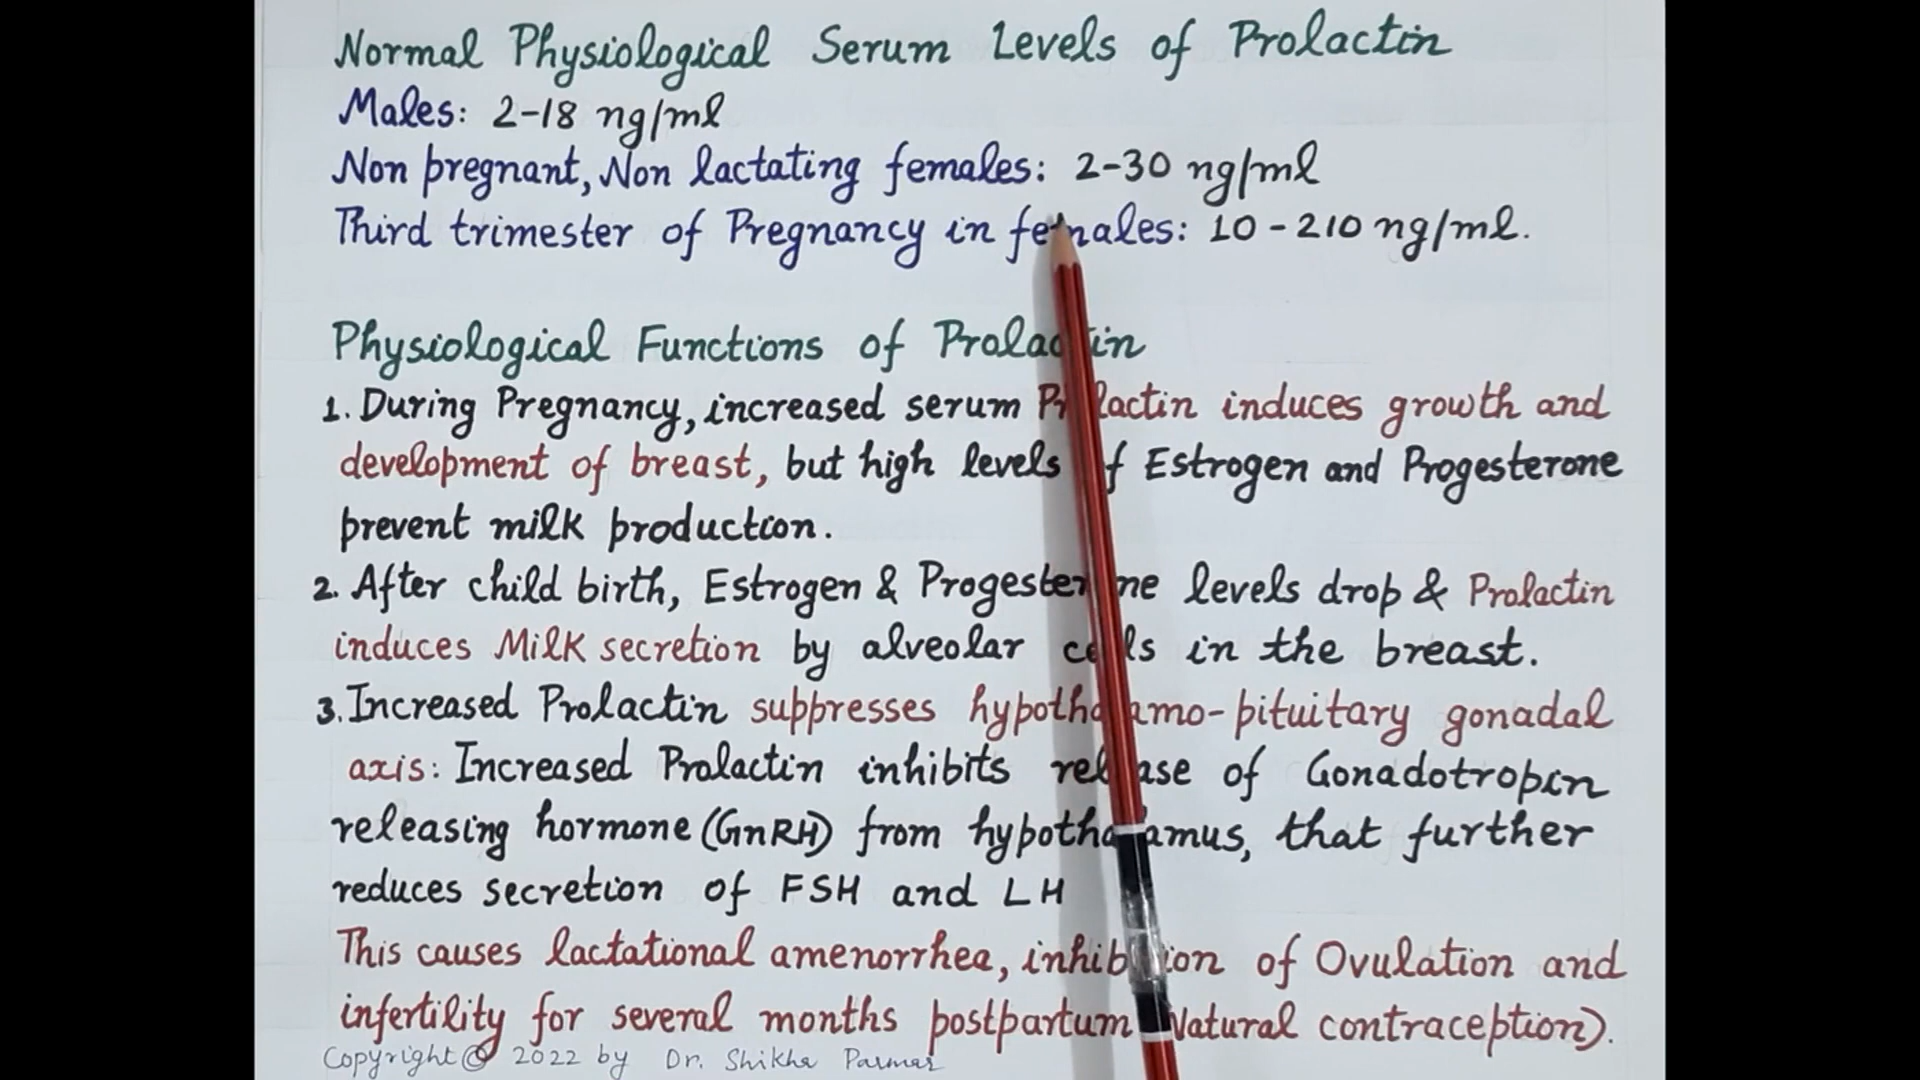 Normal Physiological Serum Levels of Prolactin
Males: 2-18 ng/ml
Non pregnant, Non lactating females: 2-30 ng/ml
Third trimester of Pregnancy in females: 10-210 ng/ml.
Physiological Functions of Prolactin
1. During Pregnancy, increased serum Prolactin induces growth and
development of breast, but high levels of Estrogen and Progesterone
prevent milk production.
2. After child birth, Estrogen & Progesterone levels drop & Prolactin
induces Milk secretion by alveolar cells in the breast.
3. Increased Prolactin suppresses hypothalamo-pituitary gonadal
axis: Increased Prolactin inhibits release of Gonadotropin
releasing hormone (GnRH) from hypothalamus, that further
reduces secretion of FSH and LH
This causes lactational amenorrhea, inhibition of Ovulation and
infertility for several months postpartum (Natural contraception).
Copyright© 2022 by Dr. Shikha Parmar